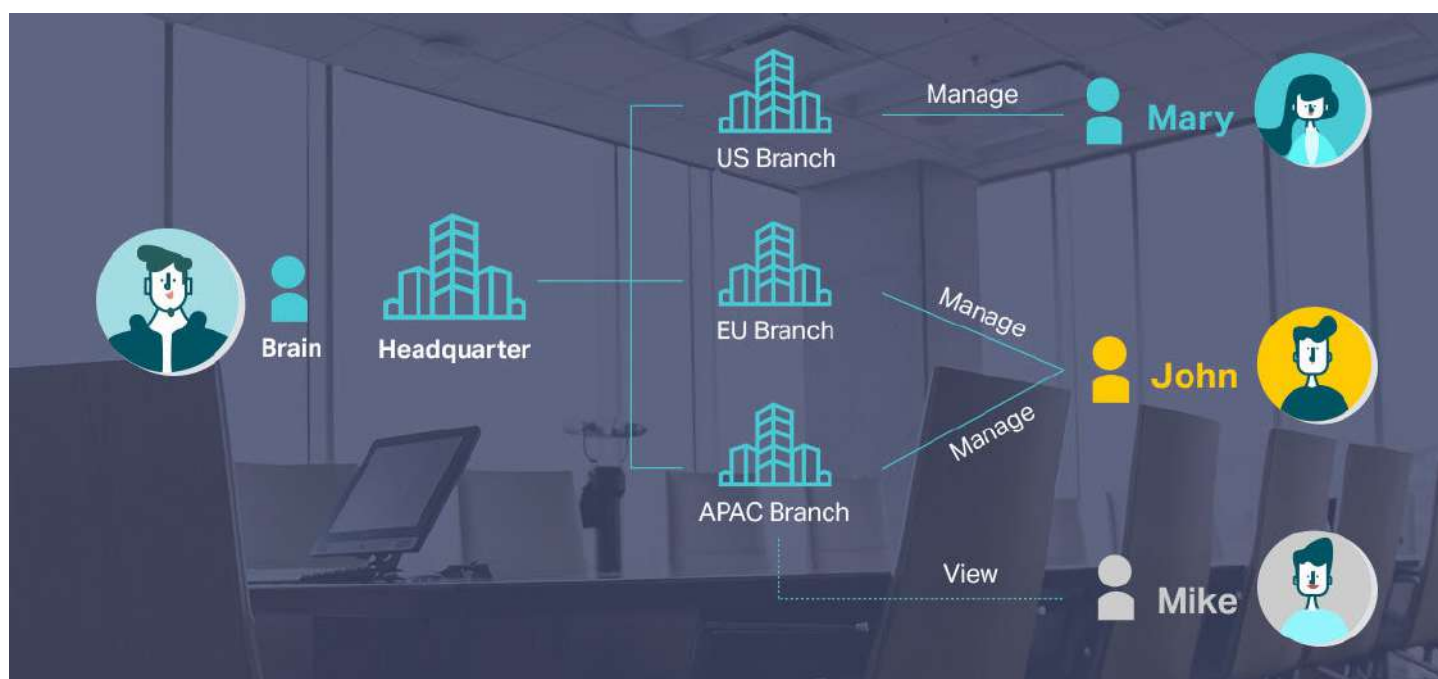 US Branch
Manage
Mary
Brain
Headquarter
EU Branch
Manage
John
Manage
APAC Branch
View
Mike